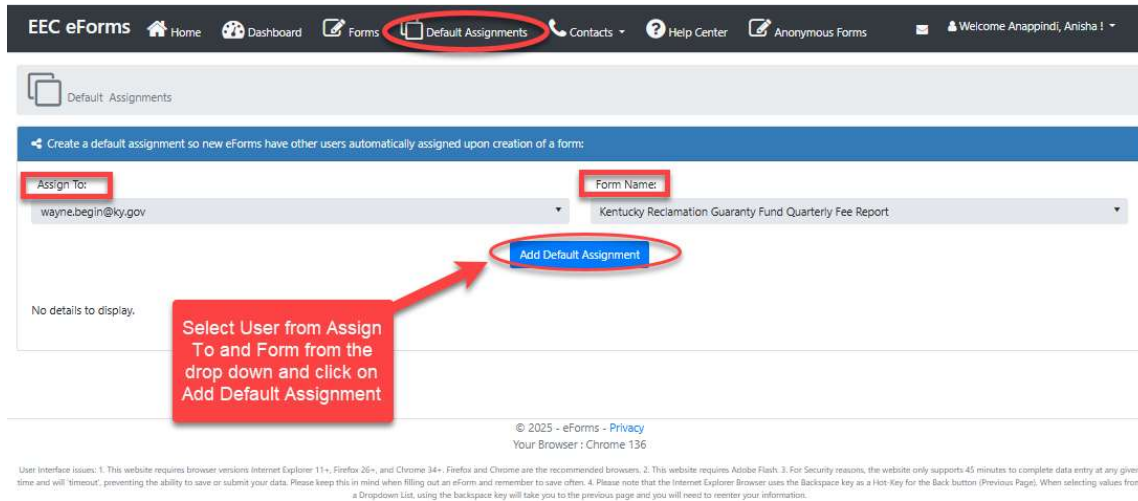 EEC eForms Home Dashboard Forms Default Assignments Contacts Help Center Anonymous Forms Welcome Anappindi, Anisha !
Default Assignments
Create a default assignment so new eForms have other users automatically assigned upon creation of a form:
Assign To: Form Name:
wayne.begin@ky.gov Kentucky Reclamation Guaranty Fund Quarterly Fee Report
Add Default Assignment
No details to display.
Select User from Assign
To and Form from the
drop down and click on
Add Default Assignment
© 2025 - eForms - Privacy
Your Browser : Chrome 136
User Interface issues: 1. This website requires browser versions Internet Explorer 11+, Firefox 26+, and Chrome 34+. Firefox and Chrome are the recommended browsers. 2. This website requires Adobe Flash 3. For Security reasons, the website only supports 45 minutes to complete data entry at any given
time and will 'timeout', preventing the ability to save or submit your data. Please keep this in mind when filling out an eForm and remember to save often. 4. Please note that the Internet Explorer Browser uses the Backspace key as a Hot-Key for the Back button (Previous Page). When selecting values from
a Dropdown List, using the backspace key will take you to the previous page and you will need to reenter your information.